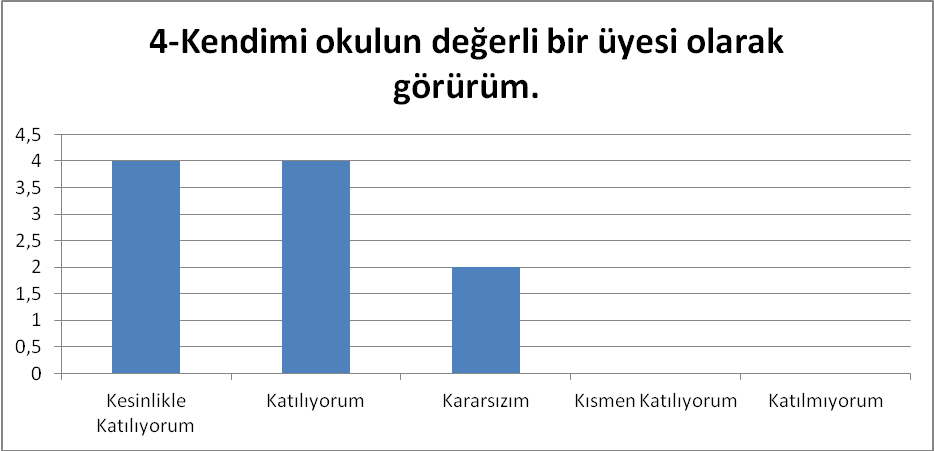 4-Kendimi okulun değerli bir üyesi olarak
görürüm.
4,5
4
3,5
3
2,5
2
1,5
1
0,5
0
Kesinlikle
Katılıyorum
Katılıyorum
Kararsızım
Kısmen Katılıyorum
Katılmıyorum